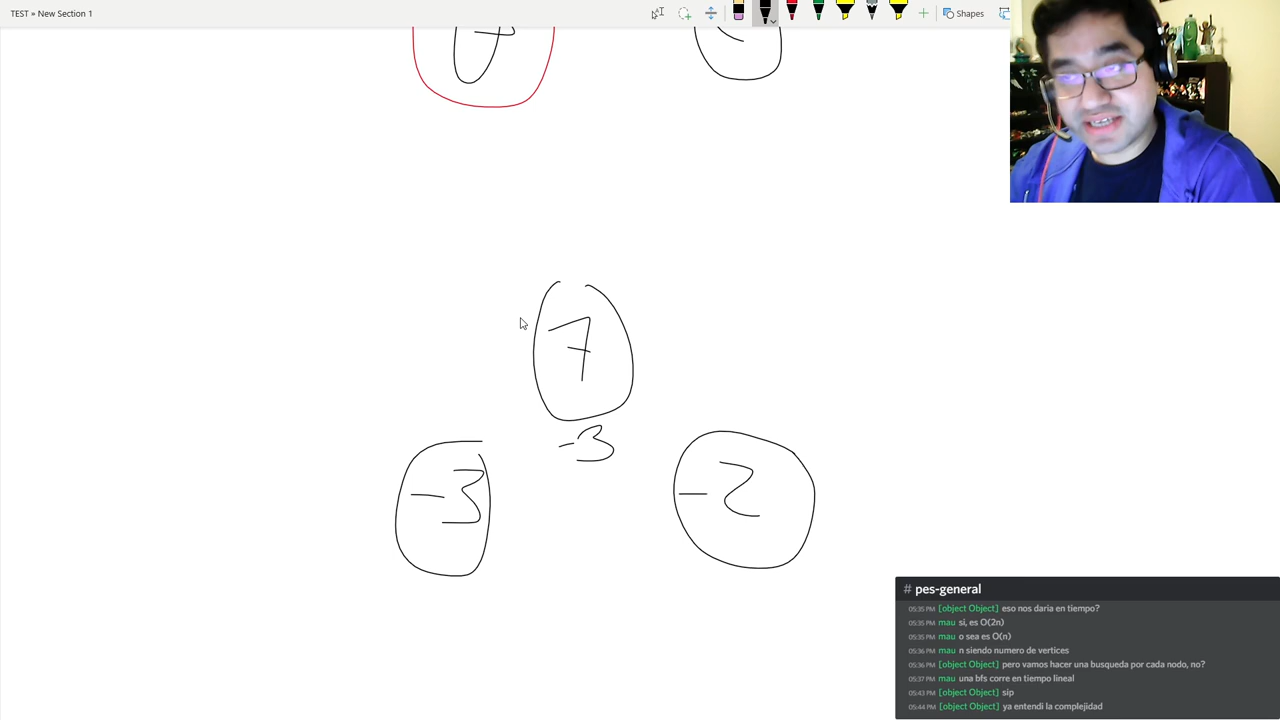 TEST » New Section 1
Shapes
7
7
-3
-3
-2
# pes-general
05:35 PM [object Object] eso nos daria en tiempo?
05:35 PM mau si, es O(2n)
05:35 PM mau o sea es O(n)
05:36 PM mau n siendo numero de vertices
05:36 PM [object Object] pero vamos hacer una busqueda por cada nodo, no?
05:37 PM mau una bfs corre en tiempo lineal
05:43 PM [object Object] sip
05:44 PM [object Object] ya entendi la complejidad